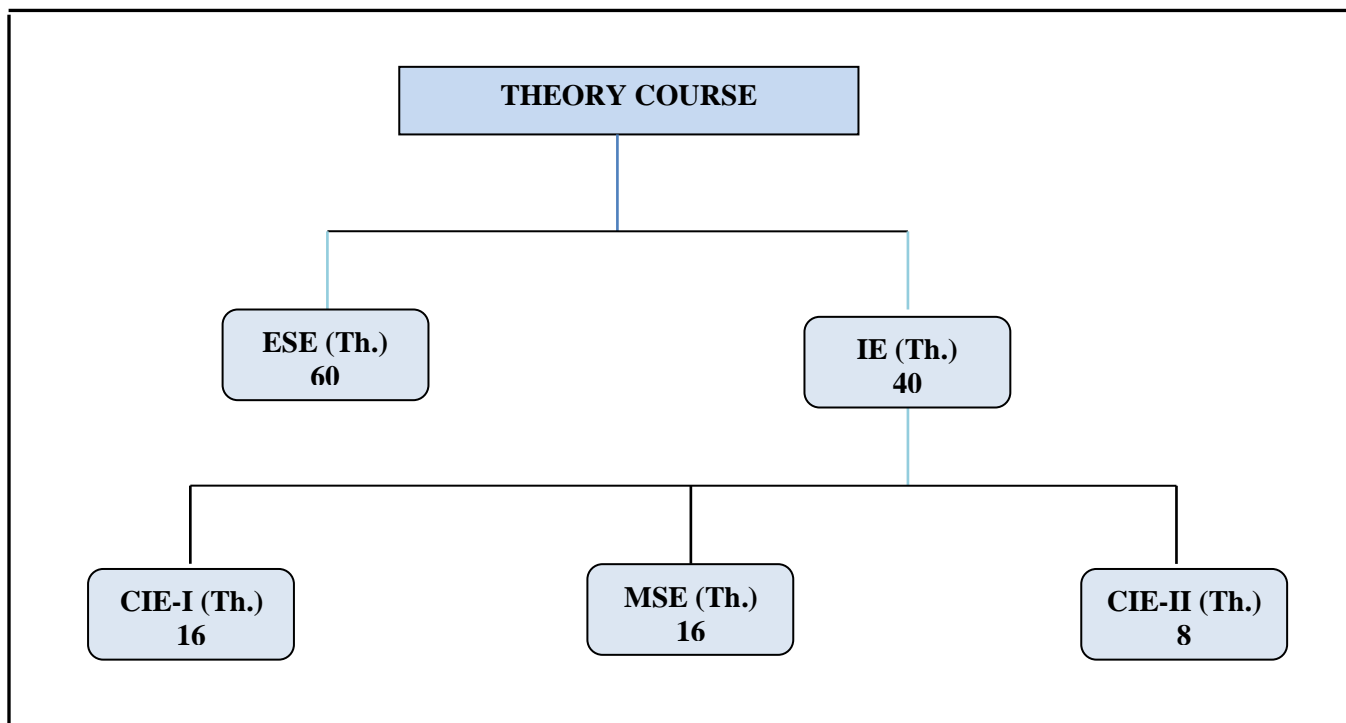 THEORY COURSE
ESE (Th.)
60
IE (Th.)
40
CIE-I (Th.)
16
MSE (Th.)
16
CIE-II (Th.)
8